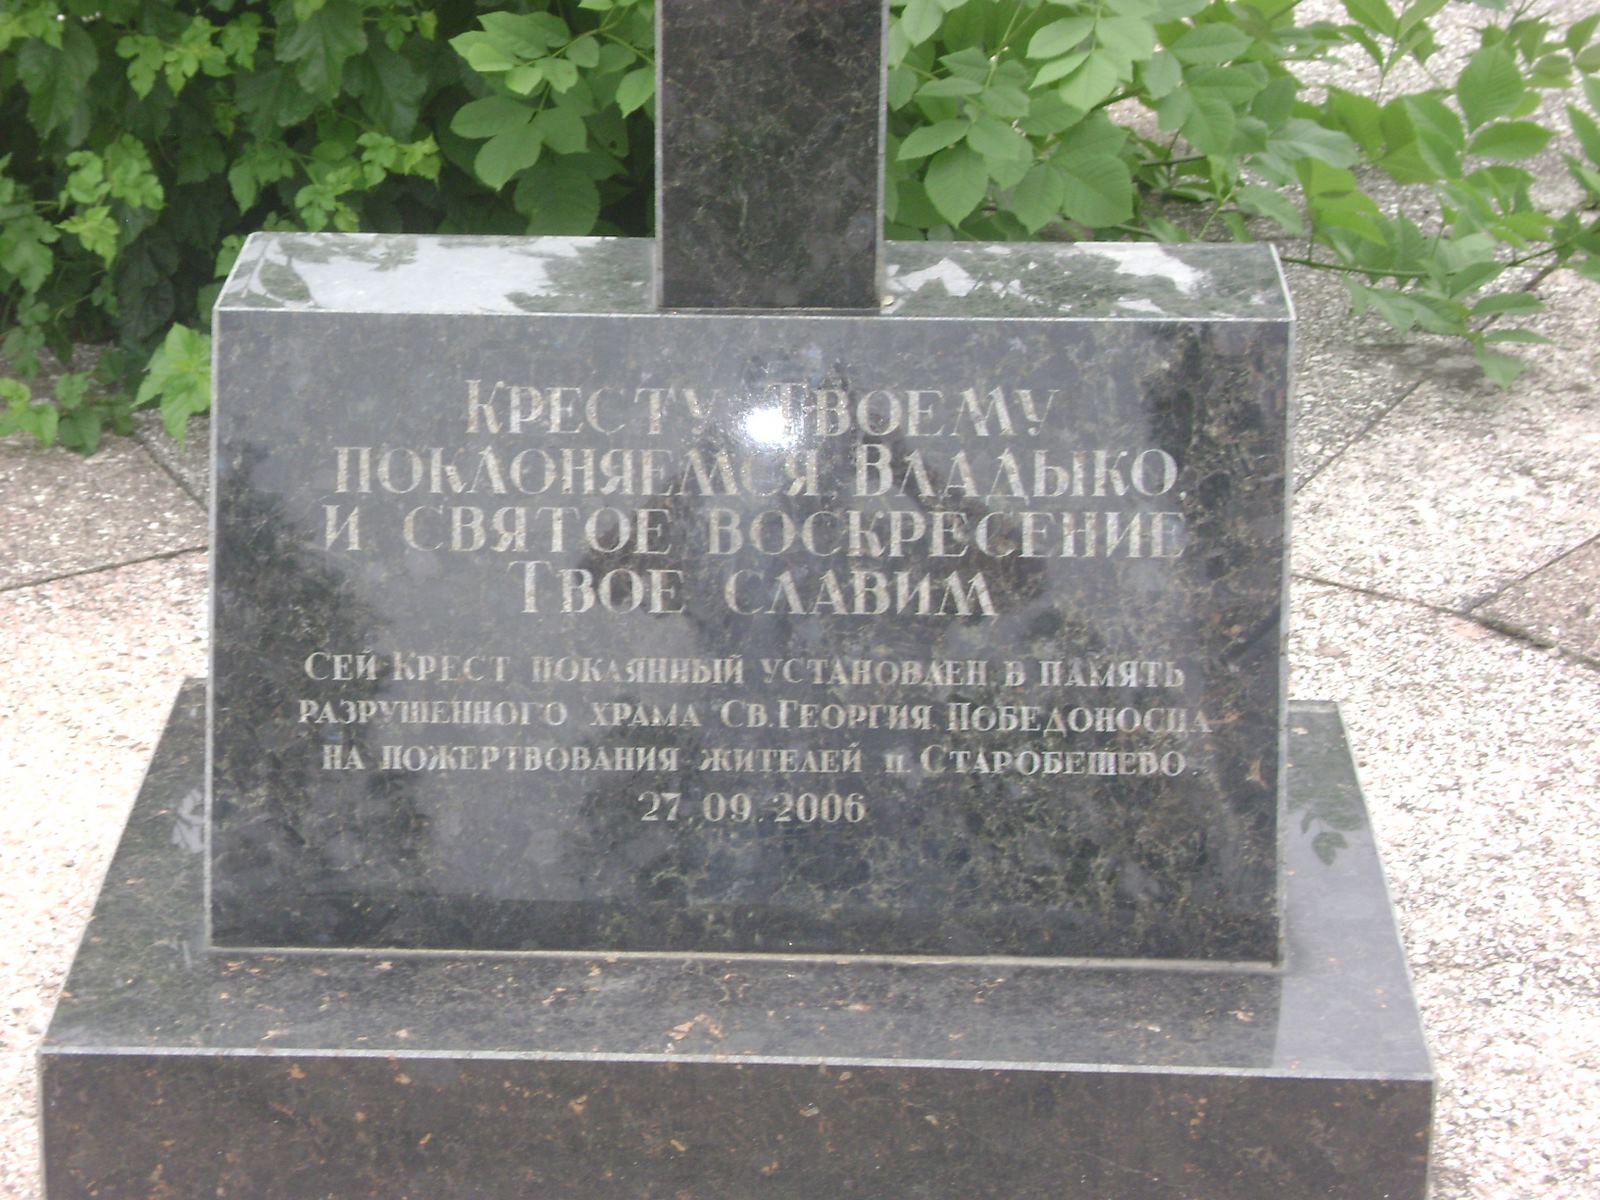 Кресту Твоему
поклоняемся, Владыко,
и святое воскресение
Твое славим
Сей Крест покаянный установлен в память
разрушенного храма Св. Георгия Победоносца
на пожертвования жителей п. Старобешево.
27.09.2006